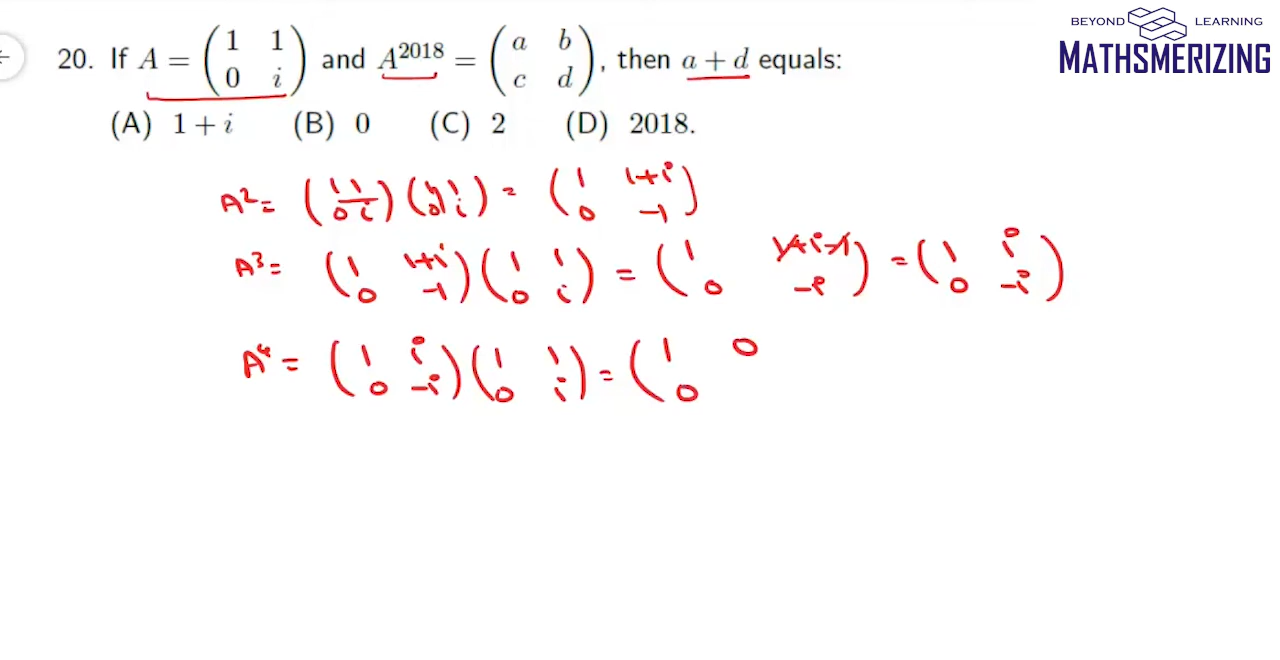 BEYOND LEARNING
MATHSMERIZING
20. If A = (1 1; 0 i) and A^2018 = (a b; c d), then a + d equals:
(A) 1 + i (B) 0 (C) 2 (D) 2018.
A² = (1 1; 0 i)(1 1; 0 i) = (1 1+i; 0 -1)
A³ = (1 1+i; 0 -1)(1 1; 0 i) = (1 1+i-1; 0 -i) = (1 i; 0 -i)
A⁴ = (1 i; 0 -i)(1 1; 0 i) = (1 0; 0